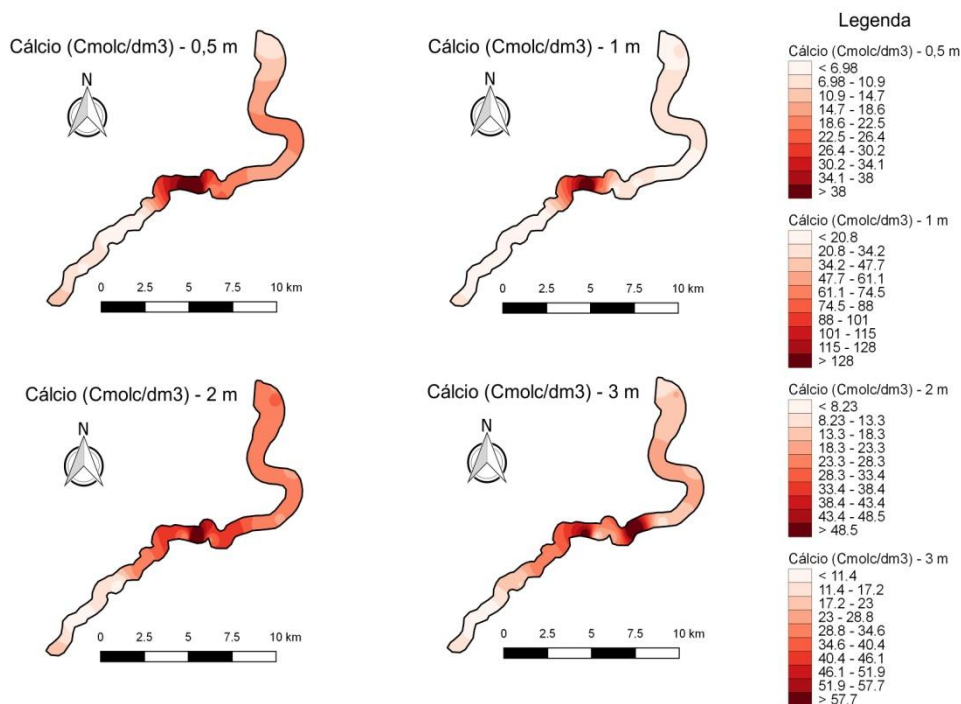 Cálcio (Cmolc/dm3) - 0,5 m
N
0 2.5 5 7.5 10 km
Cálcio (Cmolc/dm3) - 1 m
N
0 2.5 5 7.5 10 km
Cálcio (Cmolc/dm3) - 2 m
N
0 2.5 5 7.5 10 km
Cálcio (Cmolc/dm3) - 3 m
N
0 2.5 5 7.5 10 km
Legenda
Cálcio (Cmolc/dm3) - 0,5 m
< 6.98
6.98 - 10.9
10.9 - 14.7
14.7 - 18.6
18.6 - 22.5
22.5 - 26.4
26.4 - 30.2
30.2 - 34.1
34.1 - 38
> 38
Cálcio (Cmolc/dm3) - 1 m
< 20.8
20.8 - 34.2
34.2 - 47.7
47.7 - 61.1
61.1 - 74.5
74.5 - 88
88 - 101
101 - 115
115 - 128
> 128
Cálcio (Cmolc/dm3) - 2 m
< 8.23
8.23 - 13.3
13.3 - 18.3
18.3 - 23.3
23.3 - 28.3
28.3 - 33.4
33.4 - 38.4
38.4 - 43.4
43.4 - 48.5
> 48.5
Cálcio (Cmolc/dm3) - 3 m
< 11.4
11.4 - 17.2
17.2 - 23
23 - 28.8
28.8 - 34.6
34.6 - 40.4
40.4 - 46.1
46.1 - 51.9
51.9 - 57.7
> 57.7